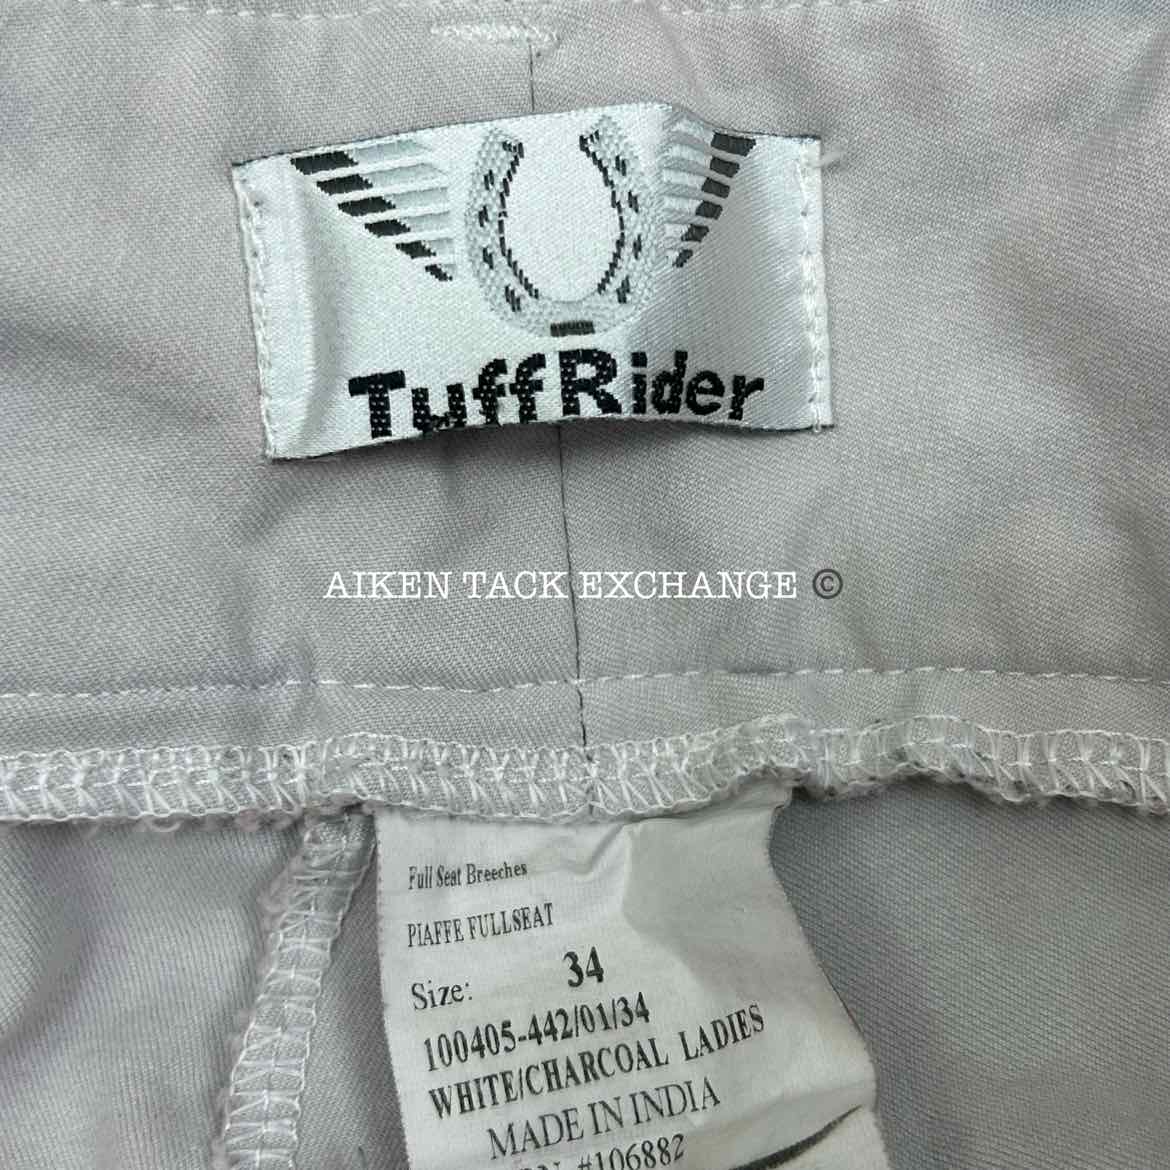 TuffRider
AIKEN TACK EXCHANGE ©
Full Seat Breeches
PIAFFE FULLSEAT
Size: 34
100405-442/01/34
WHITE/CHARCOAL LADIES
MADE IN INDIA
#106882